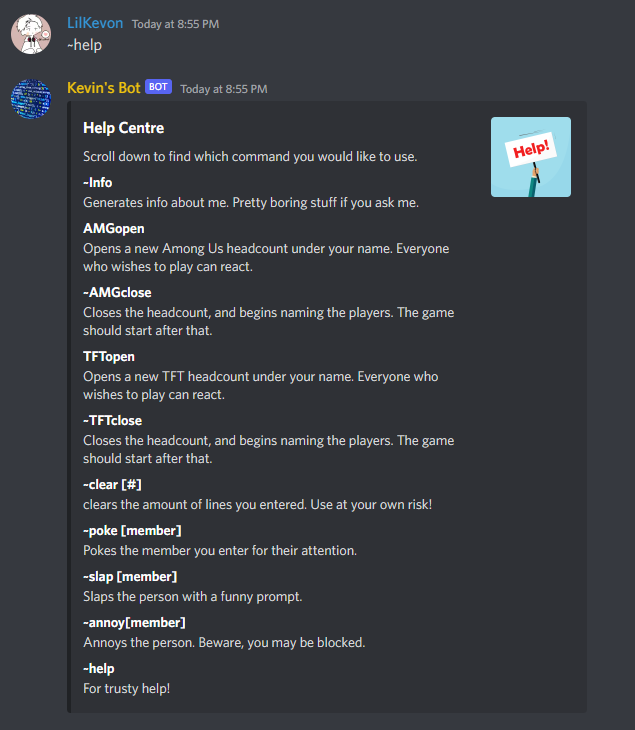 LilKevon Today at 8:55 PM
~help
Kevin's Bot BOT Today at 8:55 PM
Help Centre
Help!
Scroll down to find which command you would like to use.
~Info
Generates info about me. Pretty boring stuff if you ask me.
AMGopen
Opens a new Among Us headcount under your name. Everyone
who wishes to play can react.
~AMGclose
Closes the headcount, and begins naming the players. The game
should start after that.
TFTopen
Opens a new TFT headcount under your name. Everyone who
wishes to play can react.
~TFTclose
Closes the headcount, and begins naming the players. The game
should start after that.
~clear [#]
clears the amount of lines you entered. Use at your own risk!
~poke [member]
Pokes the member you enter for their attention.
~slap [member]
Slaps the person with a funny prompt.
~annoy[member]
Annoys the person. Beware, you may be blocked.
~help
For trusty help!